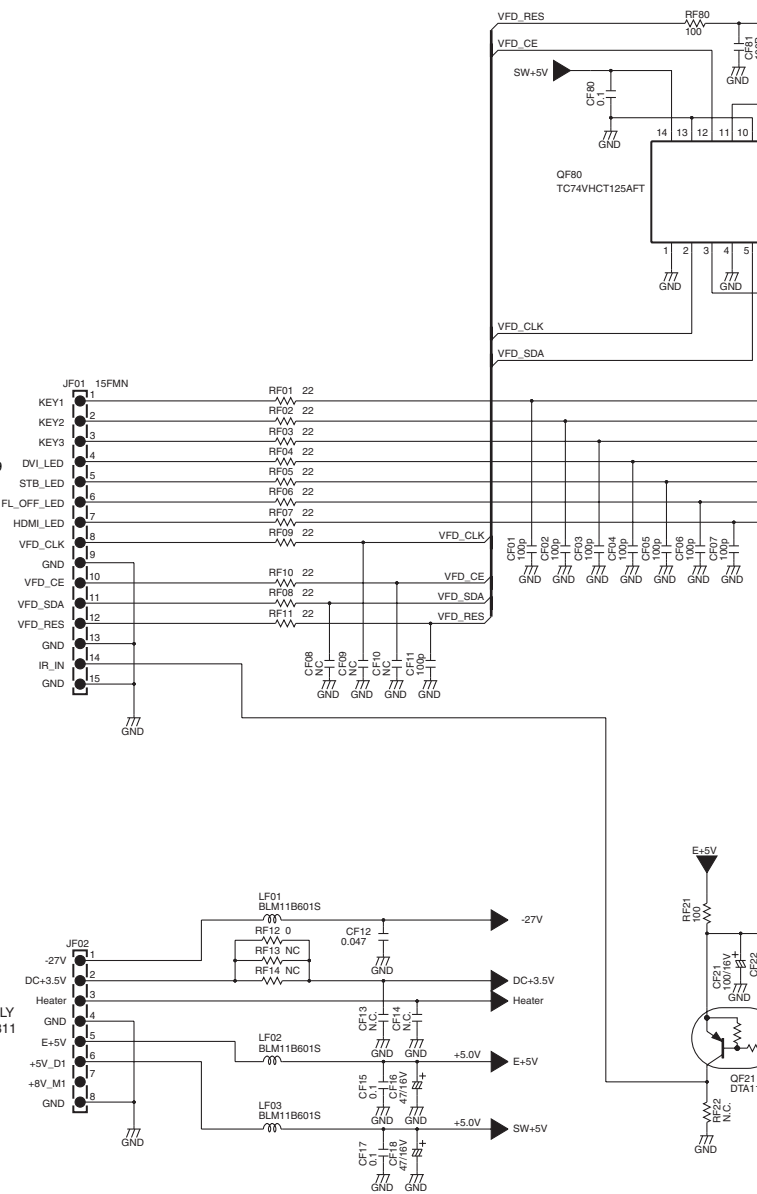 VFD_RES
RF80
100
VFD_CE
CF81
SW+5V
CF80
0.1
GND
GND
14 13 12 11 10
QF80
TC74VHCT125AFT
1 2 3 4 5
GND
GND
VFD_CLK
VFD_SDA
JF01 15FMN
KEY1 1 RF01 22
KEY2 2 RF02 22
KEY3 3 RF03 22
DVI_LED 4 RF04 22
STB_LED 5 RF05 22
FL_OFF_LED 6 RF06 22
HDMI_LED 7 RF07 22
VFD_CLK 8 RF09 22 VFD_CLK
GND 9
VFD_CE 10 RF10 22 VFD_CE
VFD_SDA 11 RF08 22 VFD_SDA
VFD_RES 12 RF11 22 VFD_RES
GND 13
IR_IN 14
GND 15
GND
CF01 100p
CF02 100p
CF03 100p
CF04 100p
CF05 100p
CF06 100p
CF07 100p
GND GND GND GND GND GND GND
CF08 NC
CF09 NC
CF10 NC
CF11 100p
GND GND GND GND
E+5V
RF21
100
CF21
100/16V +
CF22
GND
QF21
DTA11
RF22
N.C.
GND
LF01
BLM11B601S
-27V
RF12 0
CF12
0.047
GND
RF13 NC
RF14 NC
DC+3.5V
Heater
JF02
-27V 1
DC+3.5V 2
Heater 3
GND 4
E+5V 5
+5V_D1 6
+8V_M1 7
GND 8
GND
LY
311
CF13
N.C.
CF14
N.C.
GND GND
LF02
BLM11B601S
+5.0V
E+5V
CF15
0.1
CF16
47/16V +
GND GND
LF03
BLM11B601S
+5.0V
SW+5V
CF17
0.1
CF18
47/16V +
GND GND